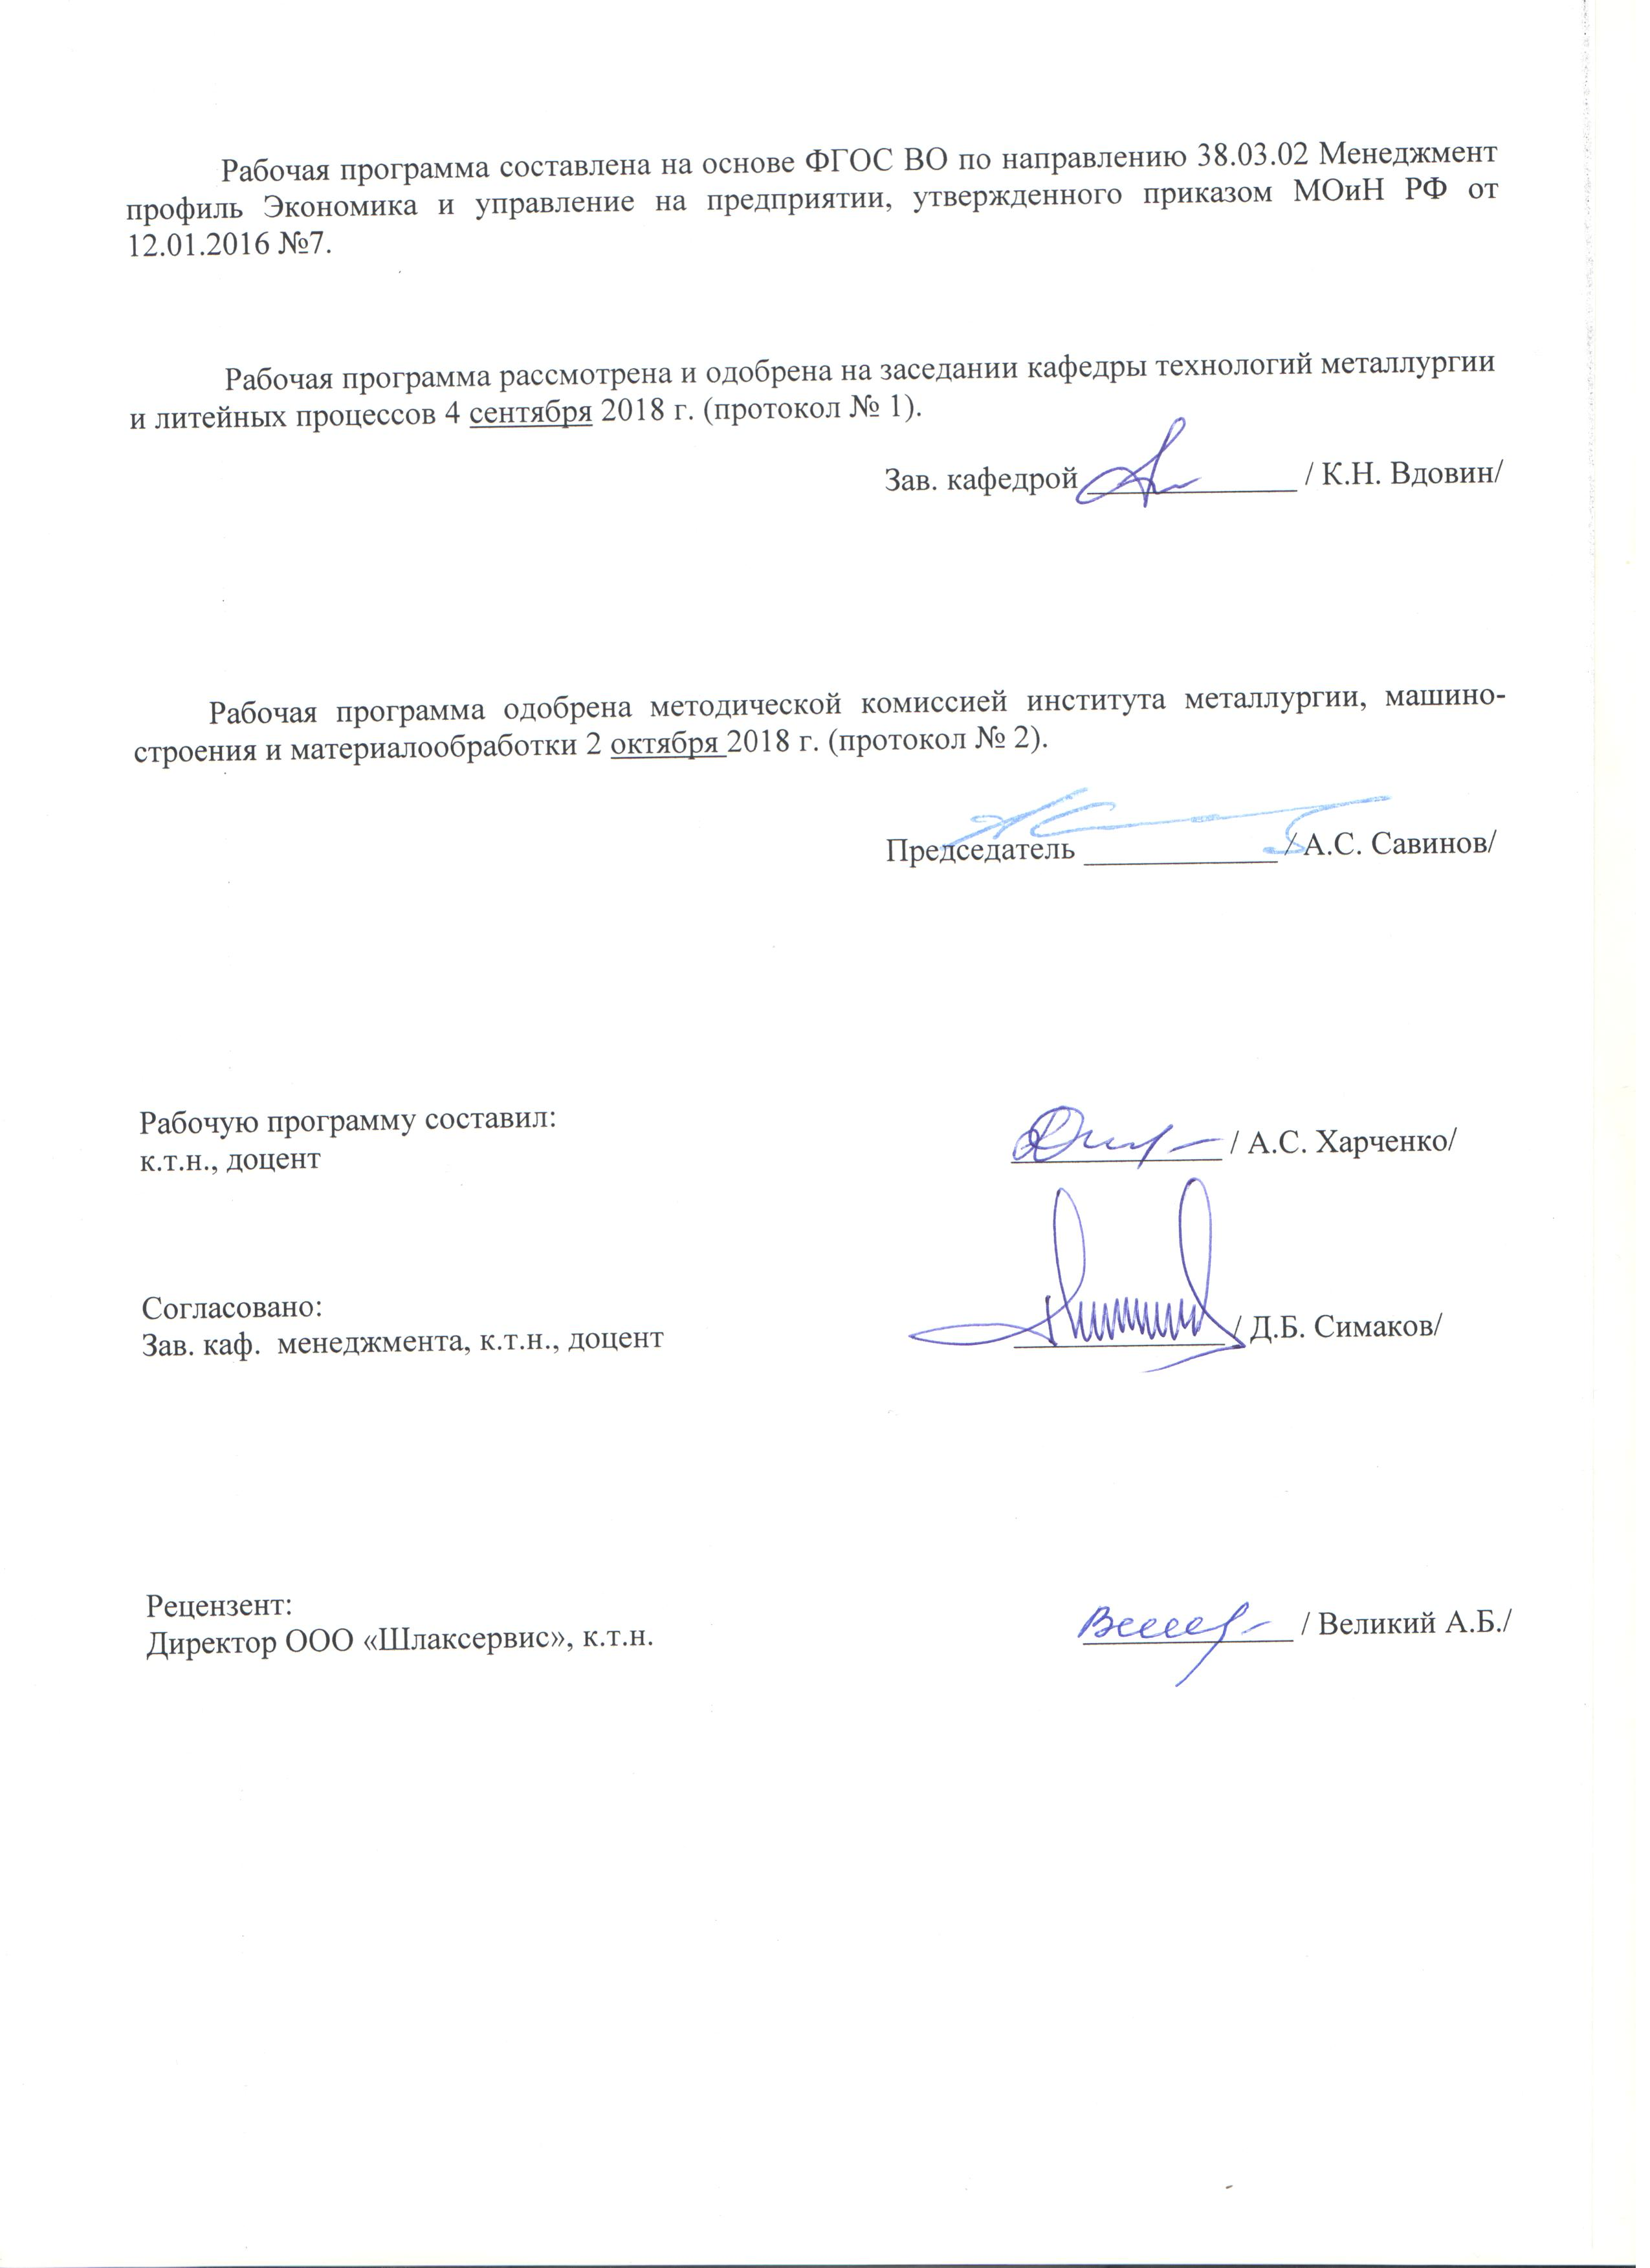 Рабочая программа составлена на основе ФГОС ВО по направлению 38.03.02 Менеджмент
профиль Экономика и управление на предприятии, утвержденного приказом МОиН РФ от
12.01.2016 №7.
Рабочая программа рассмотрена и одобрена на заседании кафедры технологий металлургии
и литейных процессов 4 сентября 2018 г. (протокол № 1).
Зав. кафедрой _____________ / К.Н. Вдовин/
Рабочая программа одобрена методической комиссией института металлургии, машино-
строения и материалообработки 2 октября 2018 г. (протокол № 2).
Председатель ____________ / А.С. Савинов/
Рабочую программу составил:
к.т.н., доцент _____________ / А.С. Харченко/
Согласовано:
Зав. каф. менеджмента, к.т.н., доцент _____________ / Д.Б. Симаков/
Рецензент:
Директор ООО «Шлаксервис», к.т.н. _____________ / Великий А.Б./